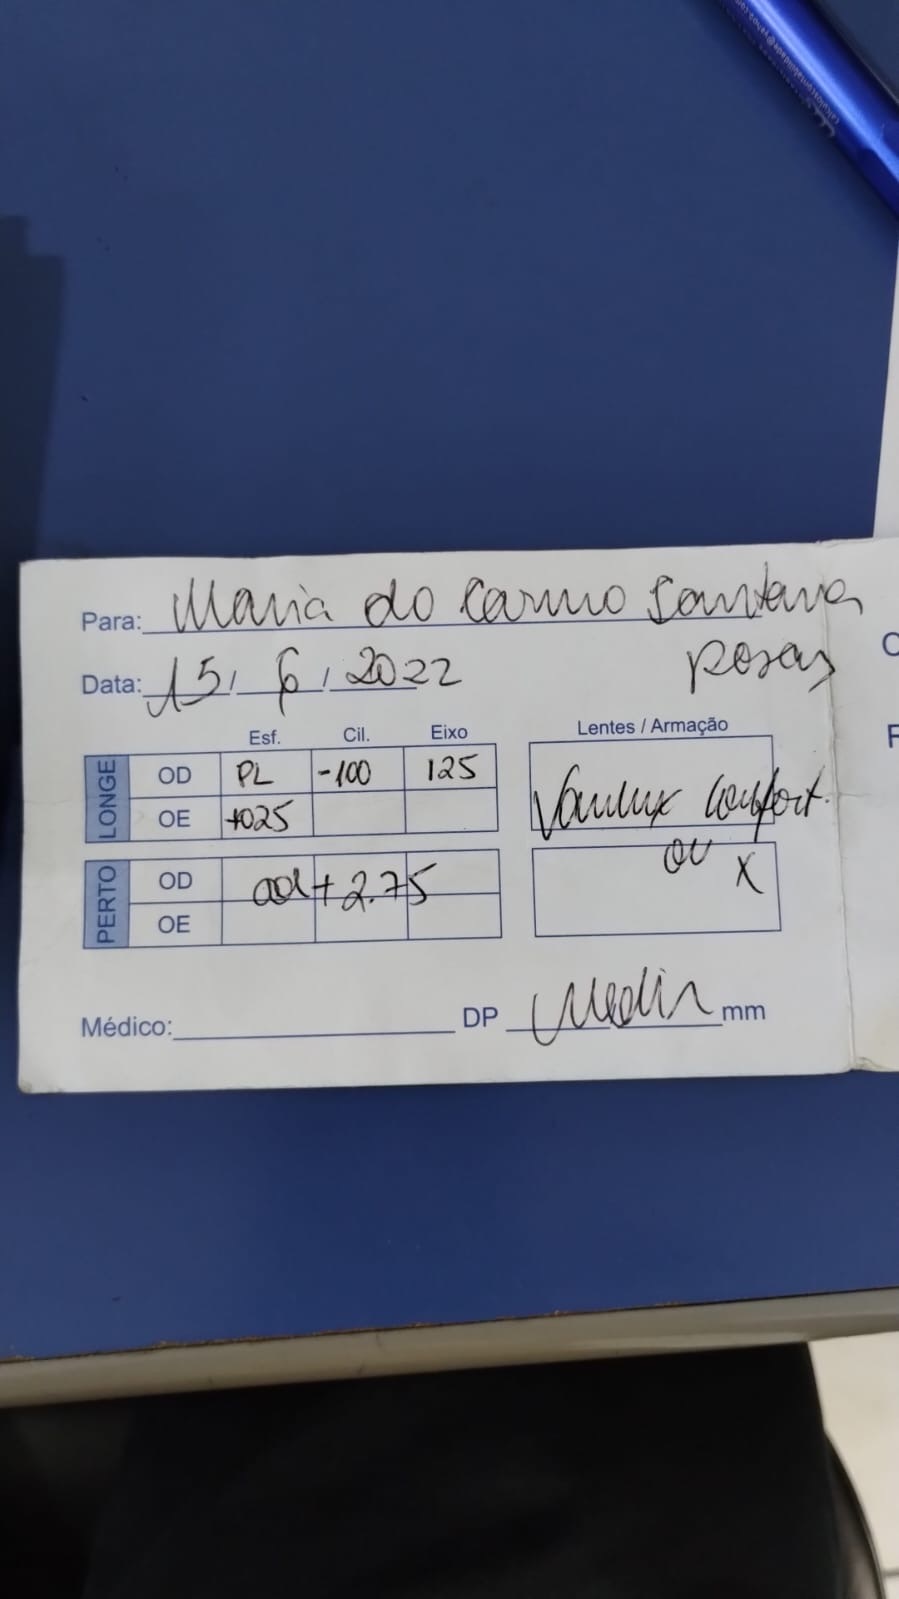 Para: Maria do Carmo Santana
Rosas
Data: 15/ 6 / 2022
Esf. Cil. Eixo
LONGE
OD PL -100 125
OE +025
PERTO
OD
OE
add+2.75
Lentes / Armação
Varilux Comfort.
ou X
Médico: DP Medir mm